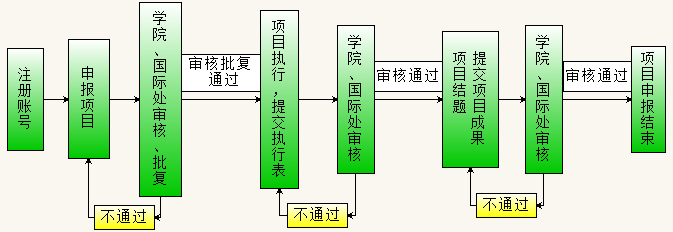 注册账号
申报项目
学院、国际处审核、批复
审核批复
通过
项目执行，提交执行表
学院、国际处审核
审核通过
提交项目成果
项目结题
学院、国际处审核
审核通过
项目申报结束
不通过
不通过
不通过